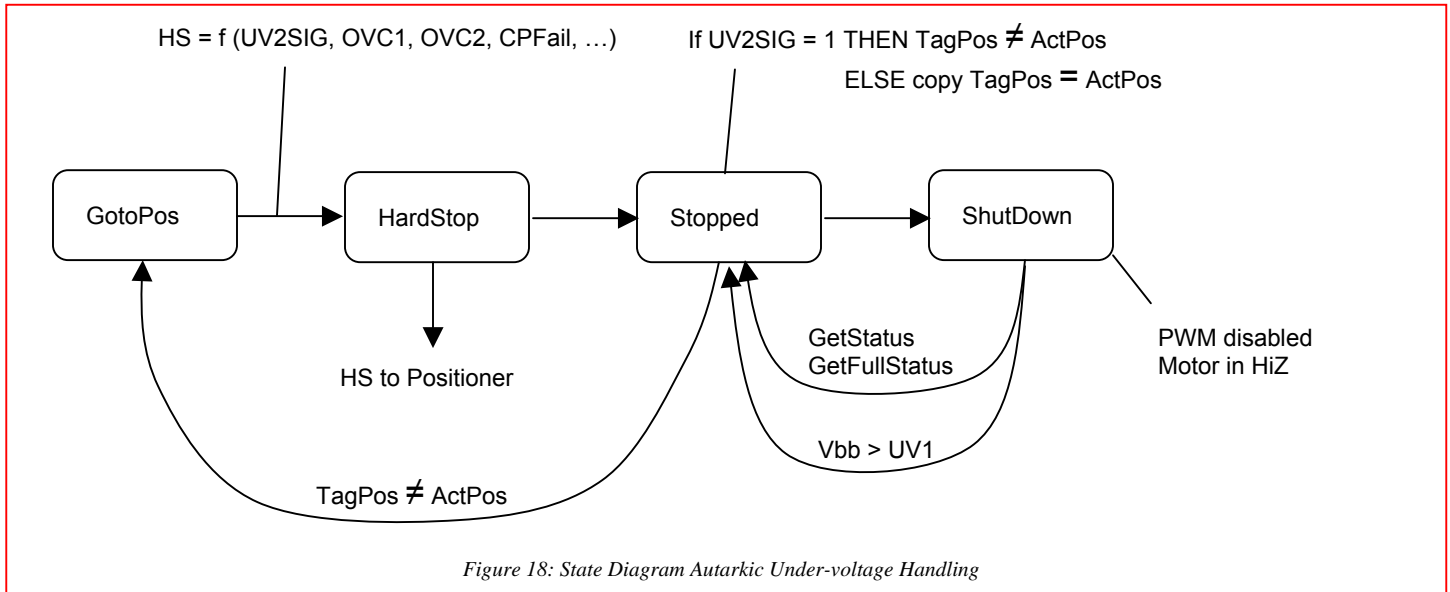 HS = f (UV2SIG, OVC1, OVC2, CPFail, …)
If UV2SIG = 1 THEN TagPos ≠ ActPos
ELSE copy TagPos = ActPos
GotoPos
HardStop
Stopped
ShutDown
HS to Positioner
GetStatus
GetFullStatus
PWM disabled
Motor in HiZ
Vbb > UV1
TagPos ≠ ActPos
Figure 18: State Diagram Autarkic Under-voltage Handling